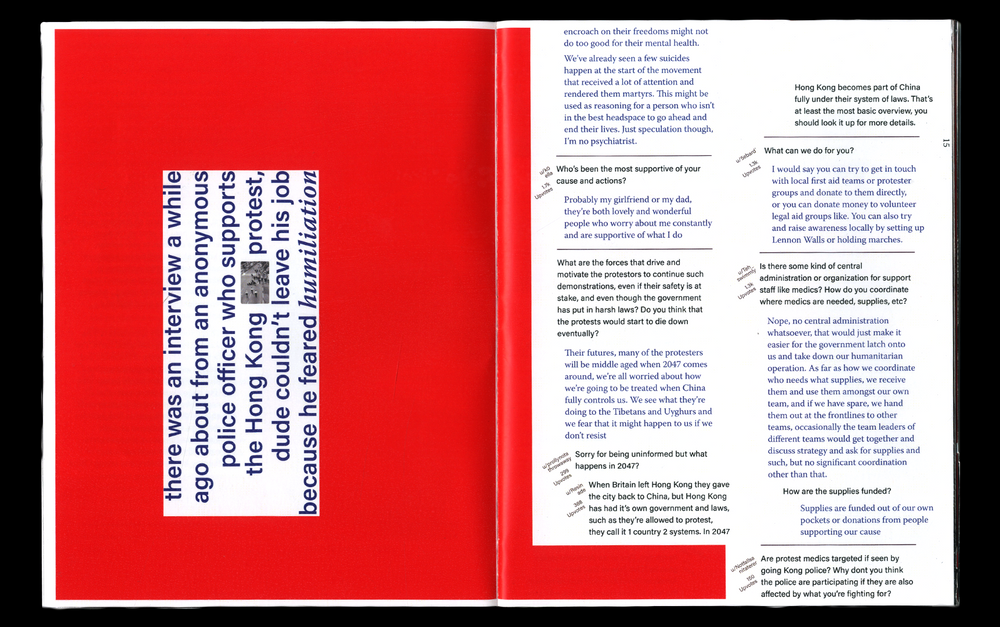 there was an interview a while
ago about from an anonymous
police officer who supports
the Hong Kong protest,
dude couldn't leave his job
because he feared humiliation
encroach on their freedoms might not
do too good for their mental health.
We've already seen a few suicides
happen at the start of the movement
that received a lot of attention and
rendered them martyrs. This might be
used as reasoning for a person who isn't
in the best headspace to go ahead and
end their lives. Just speculation though,
I'm no psychiatrist.
Upvotes
Who's been the most supportive of your
cause and actions?
Probably my girlfriend or my dad,
they're both lovely and wonderful
people who worry about me constantly
and are supportive of what I do
What are the forces that drive and
motivate the protestors to continue such
demonstrations, even if their safety is at
stake, and even though the government
has put in harsh laws? Do you think that
the protests would start to die down
eventually?
Their futures, many of the protesters
will be middle aged when 2047 comes
around, we're all worried about how
we're going to be treated when China
fully controls us. We see what they're
doing to the Tibetans and Uyghurs and
we fear that it might happen to us if we
don't resist
throwaway
299
Upvotes
Sorry for being uninformed but what
happens in 2047?
398
Upvotes
When Britain left Hong Kong they gave
the city back to China, but Hong Kong
has had it's own government and laws,
such as they're allowed to protest,
they call it 1 country 2 systems. In 2047
Hong Kong becomes part of China
fully under their system of laws. That's
at least the most basic overview, you
should look it up for more details.
15
1.3k
Upvotes
What can we do for you?
I would say you can try to get in touch
with local first aid teams or protester
groups and donate to them directly,
or you can donate money to volunteer
legal aid groups like. You can also try
and raise awareness locally by setting up
Lennon Walls or holding marches.
1.3k
Upvotes
Is there some kind of central
administration or organization for support
staff like medics? How do you coordinate
where medics are needed, supplies, etc?
Nope, no central administration
whatsoever, that would just make it
easier for the government latch onto
us and take down our humanitarian
operation. As far as how we coordinate
who needs what supplies, we receive
them and use them amongst our own
team, and if we have spare, we hand
them out at the frontlines to other
teams, occasionally the team leaders of
different teams would get together and
discuss strategy and ask for supplies and
such, but no significant coordination
other than that.
How are the supplies funded?
Supplies are funded out of our own
pockets or donations from people
supporting our cause
150
Upvotes
Are protest medics targeted if seen by
going Kong police? Why dont you think
the police are participating if they are also
affected by what you're fighting for?